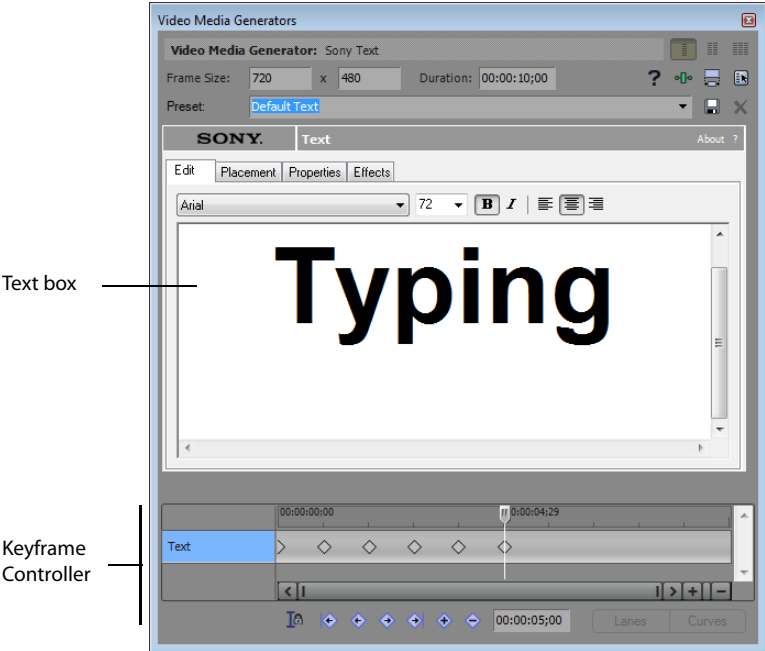 Video Media Generators
Video Media Generator: Sony Text
Frame Size: 720 x 480 Duration: 00:00:10;00 ?
Preset: Default Text
SONY. Text About ?
Edit Placement Properties Effects
Arial 72 B I
Text box
Typing
00:00:00:00 0:00:04;29
Text
Keyframe
Controller
00:00:05;00 Lanes Curves